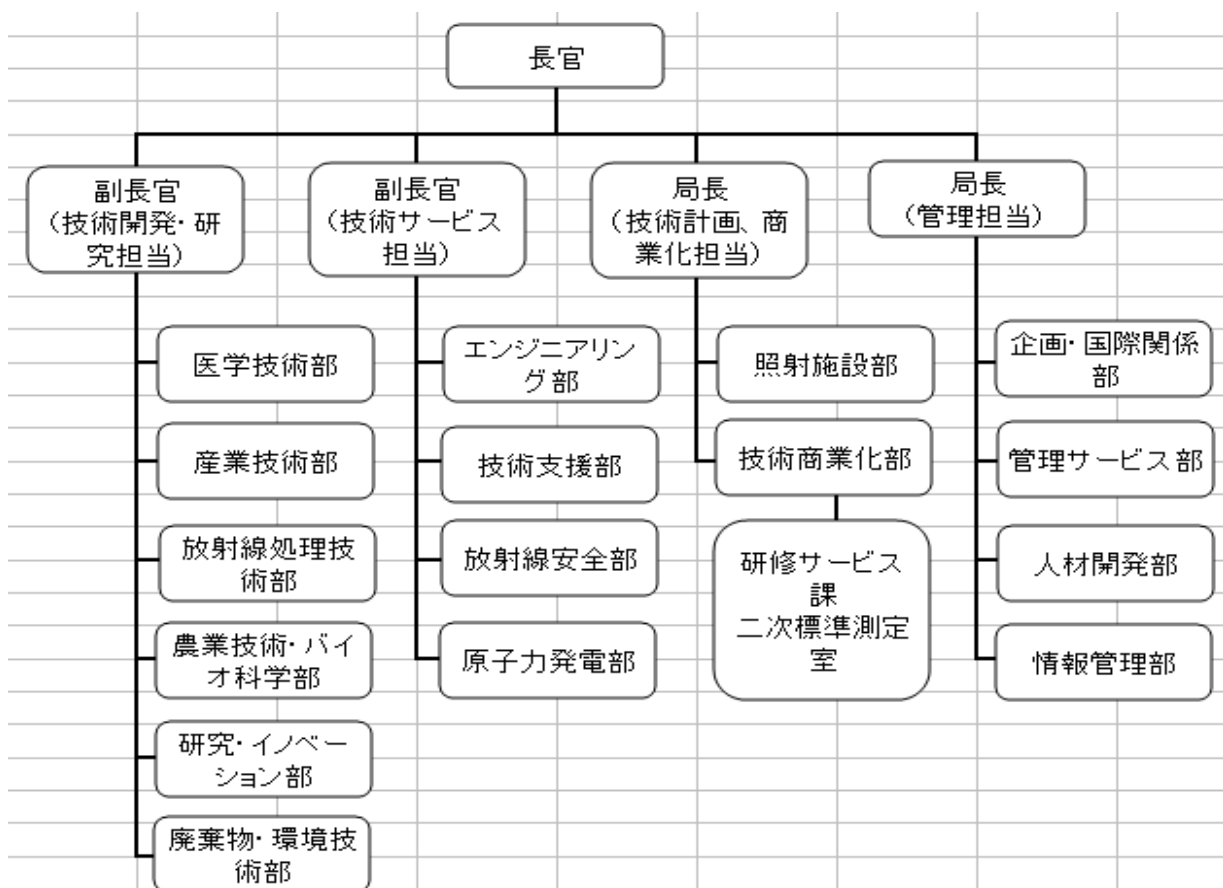 長官
副長官
（技術開発・研
究担当）
副長官
（技術サービス
担当）
局長
（技術計画、商
業化担当）
局長
（管理担当）
医学技術部
産業技術部
放射線処理技
術部
農業技術・バイ
オ科学部
研究・イノベー
ション部
廃棄物・環境技
術部
エンジニアリン
グ部
技術支援部
放射線安全部
原子力発電部
照射施設部
技術商業化部
研修サービス
課
二次標準測定
室
企画・国際関係
部
管理サービス部
人材開発部
情報管理部